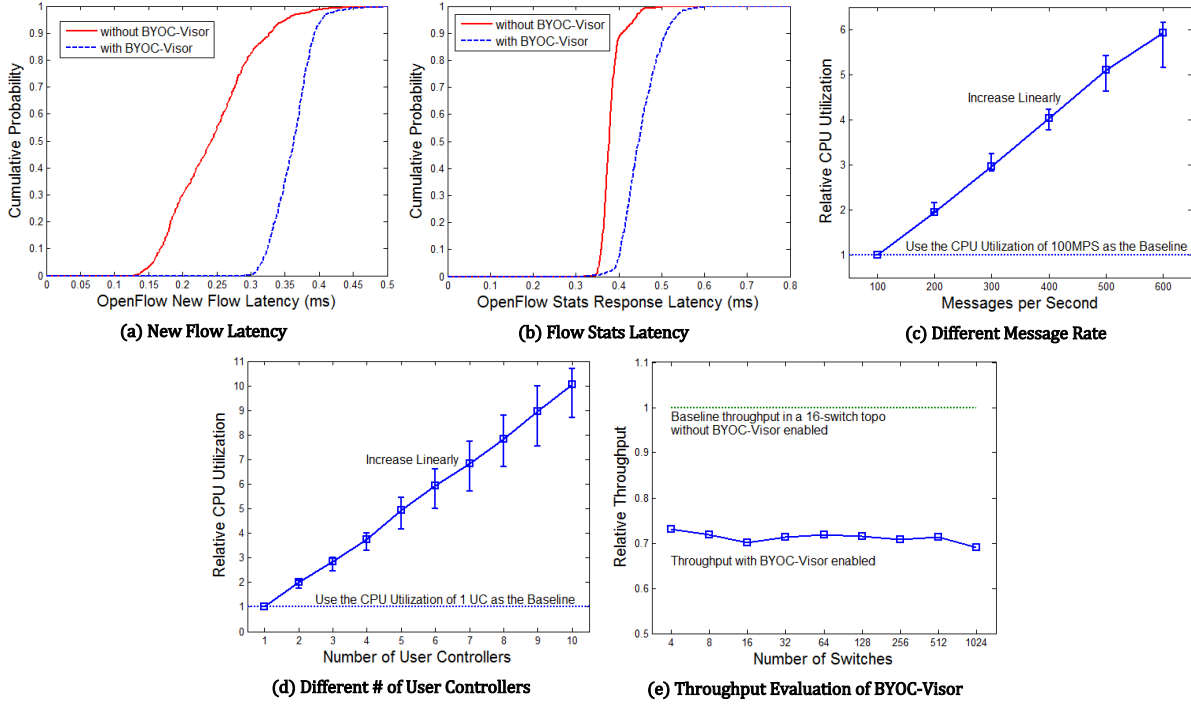 1
0.9
0.8
0.7
0.6
0.5
0.4
0.3
0.2
0.1
0
Cumulative Probability
without BYOC-Visor
with BYOC-Visor
0 0.05 0.1 0.15 0.2 0.25 0.3 0.35 0.4 0.45 0.5
OpenFlow New Flow Latency (ms)
(a) New Flow Latency
1
0.9
0.8
0.7
0.6
0.5
0.4
0.3
0.2
0.1
0
Cumulative Probability
without BYOC-Visor
with BYOC-Visor
0 0.1 0.2 0.3 0.4 0.5 0.6 0.7 0.8
OpenFlow Stats Response Latency (ms)
(b) Flow Stats Latency
6
5
4
3
2
1
Relative CPU Utilization
Increase Linearly
Use the CPU Utilization of 100MPS as the Baseline
100 200 300 400 500 600
Messages per Second
(c) Different Message Rate
11
10
9
8
7
6
5
4
3
2
1
0
Relative CPU Utilization
Increase Linearly
Use the CPU Utilization of 1 UC as the Baseline
1 2 3 4 5 6 7 8 9 10
Number of User Controllers
(d) Different # of User Controllers
1.1
1
0.9
0.8
0.7
0.6
0.5
Relative Throughput
Baseline throughput in a 16-switch topo
without BYOC-Visor enabled
Throughput with BYOC-Visor enabled
4 8 16 32 64 128 256 512 1024
Number of Switches
(e) Throughput Evaluation of BYOC-Visor